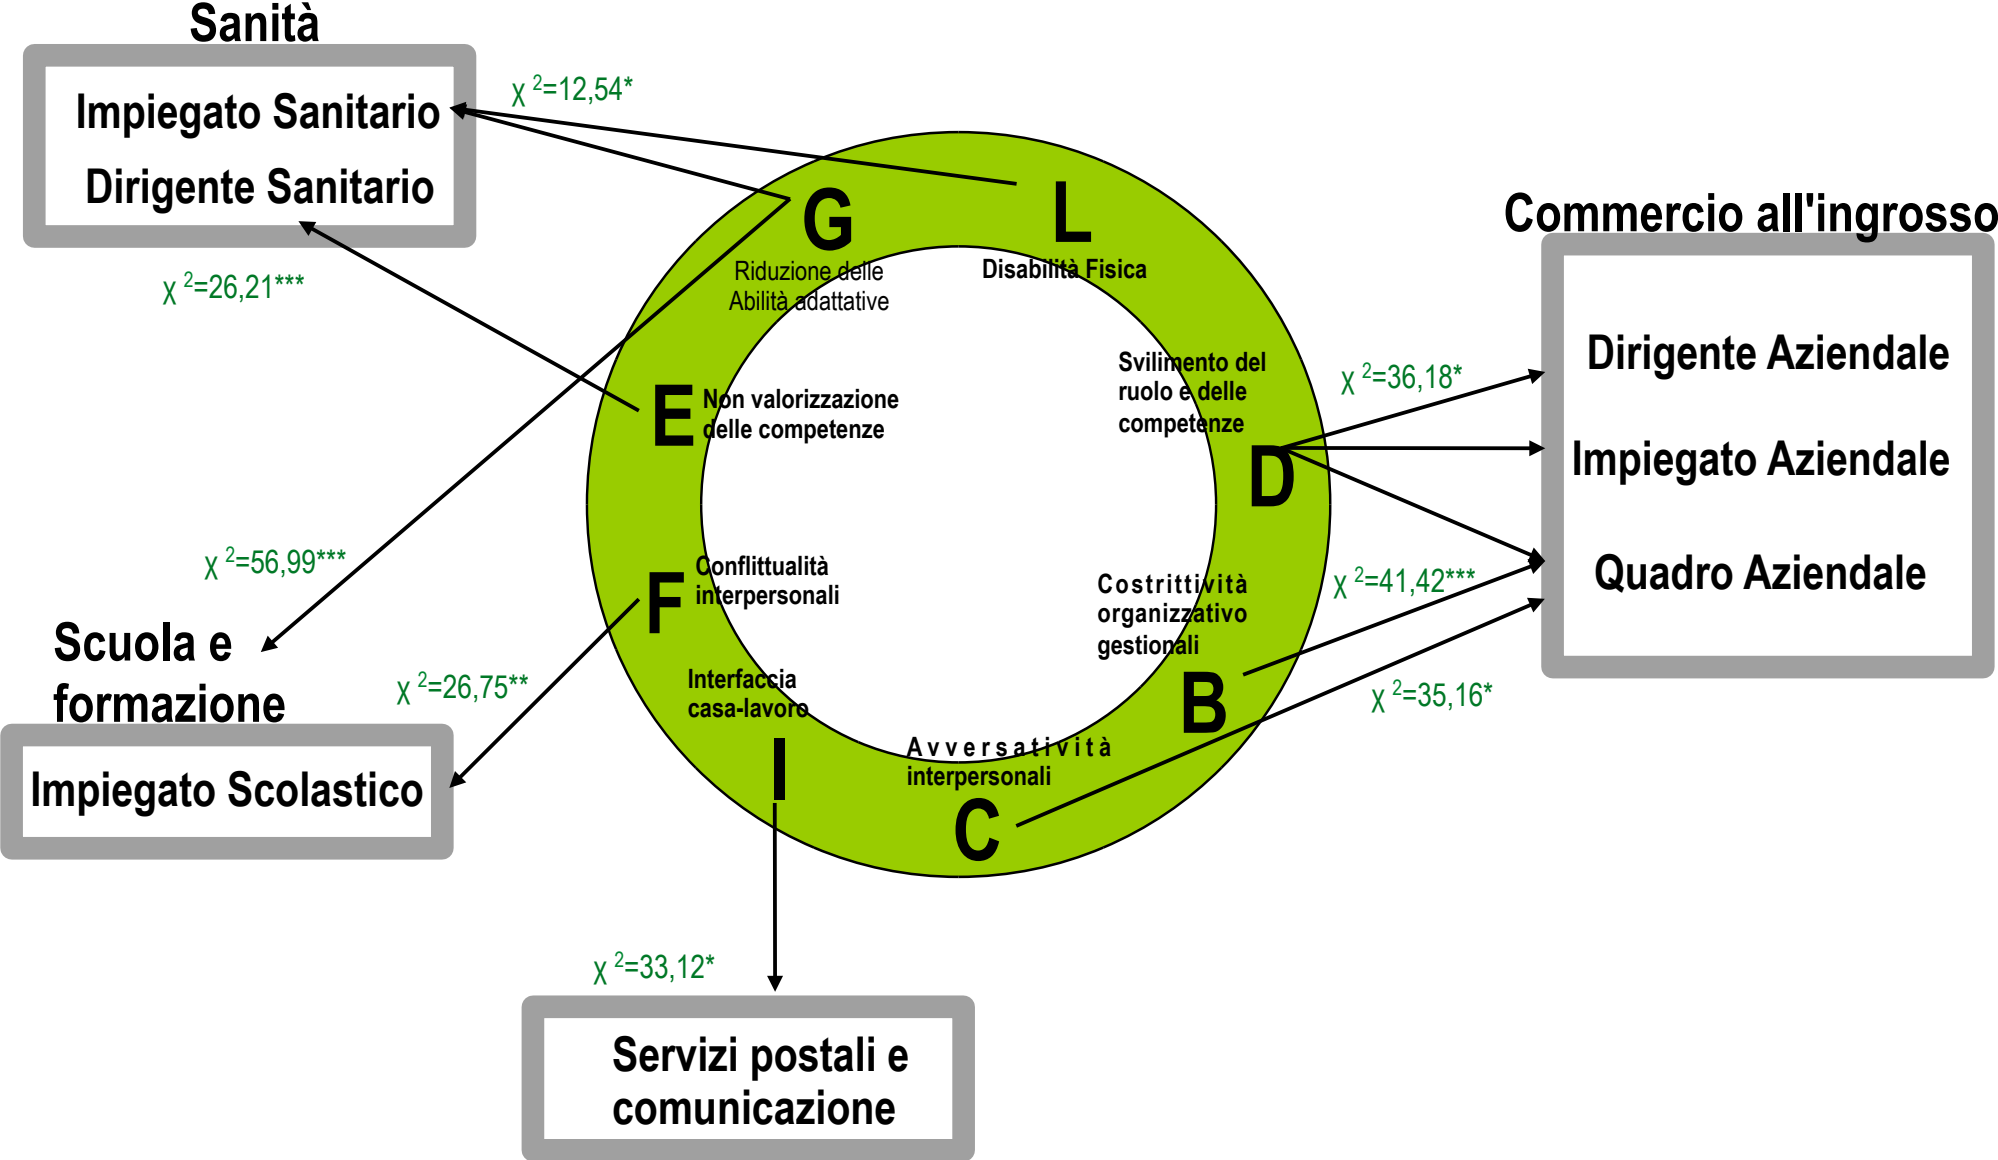 Sanità
Impiegato Sanitario
Dirigente Sanitario
χ 2=12,54*
χ 2=26,21***
G
Riduzione delle
Abilità adattative
L
Disabilità Fisica
Commercio all'ingrosso
Dirigente Aziendale
Impiegato Aziendale
Quadro Aziendale
Svilimento del
ruolo e delle
competenze
D
χ 2=36,18*
E
Non valorizzazione
delle competenze
χ 2=56,99***
F
Conflittualità
interpersonali
Costrittività
organizzativo
gestionali
B
χ 2=41,42***
χ 2=35,16*
Scuola e
formazione
Impiegato Scolastico
χ 2=26,75**
Interfaccia
casa-lavoro
I
Avversatività
interpersonali
C
χ 2=33,12*
Servizi postali e
comunicazione